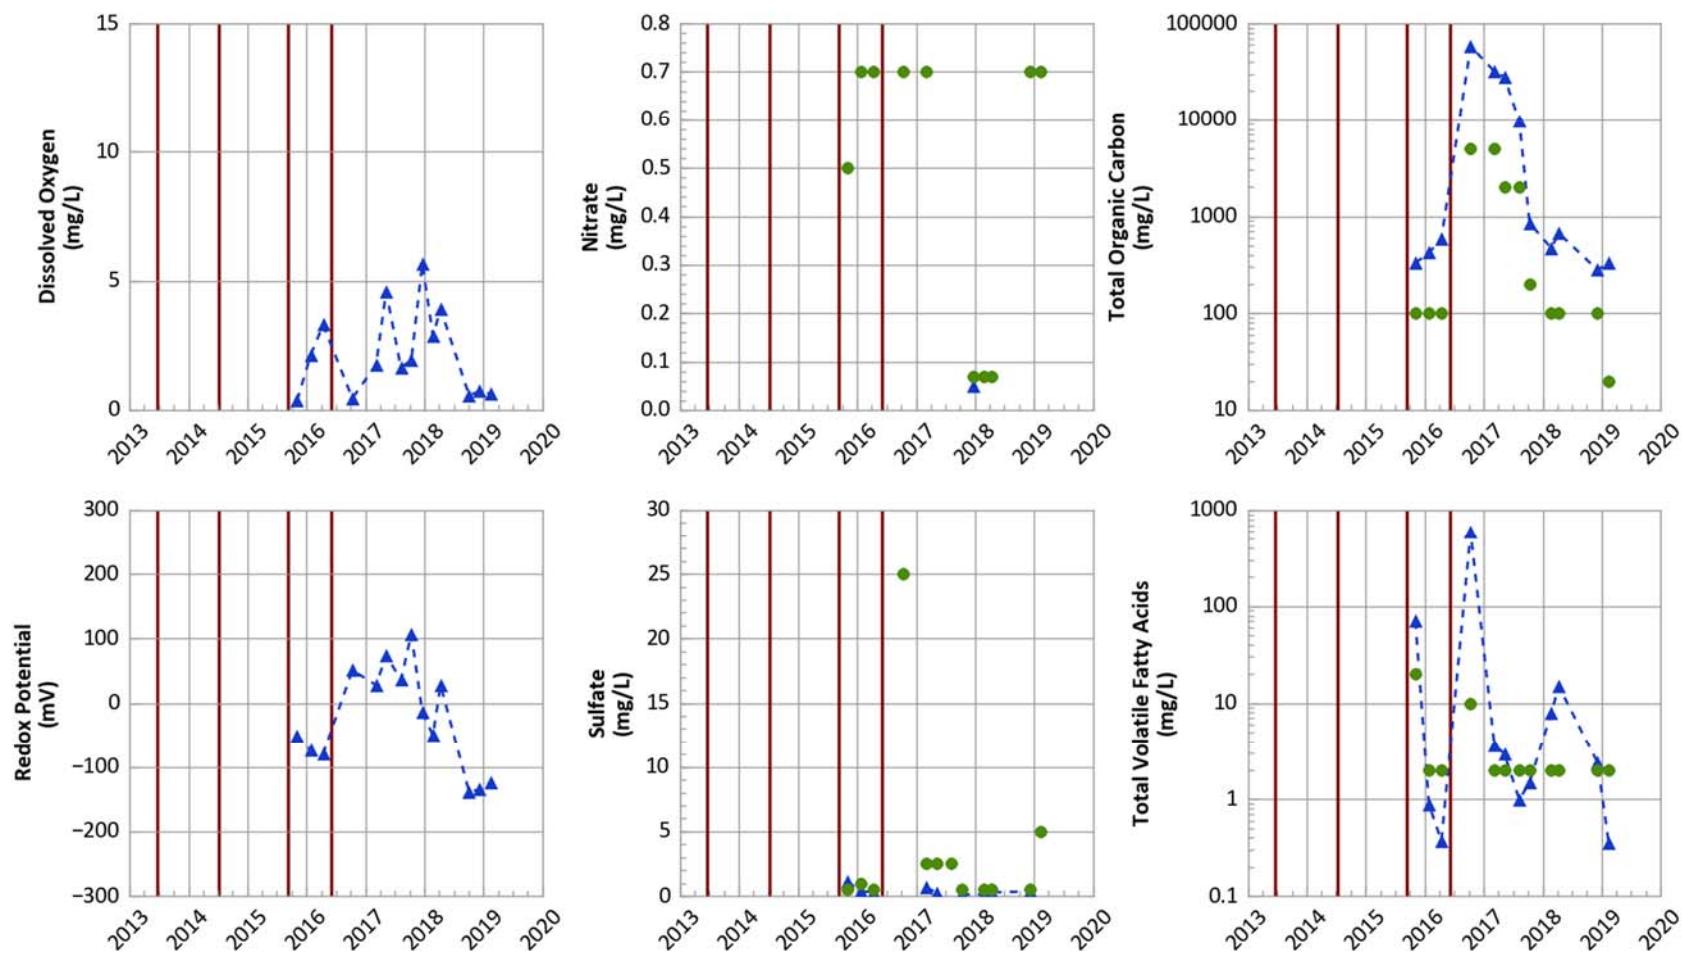 Dissolved Oxygen
(mg/L)
15
10
5
0
2013 2014 2015 2016 2017 2018 2019 2020
Nitrate
(mg/L)
0.8
0.7
0.6
0.5
0.4
0.3
0.2
0.1
0.0
2013 2014 2015 2016 2017 2018 2019 2020
Total Organic Carbon
(mg/L)
100000
10000
1000
100
10
2013 2014 2015 2016 2017 2018 2019 2020
Redox Potential
(mV)
300
200
100
0
−100
−200
−300
2013 2014 2015 2016 2017 2018 2019 2020
Sulfate
(mg/L)
30
25
20
15
10
5
0
2013 2014 2015 2016 2017 2018 2019 2020
Total Volatile Fatty Acids
(mg/L)
1000
100
10
1
0.1
2013 2014 2015 2016 2017 2018 2019 2020